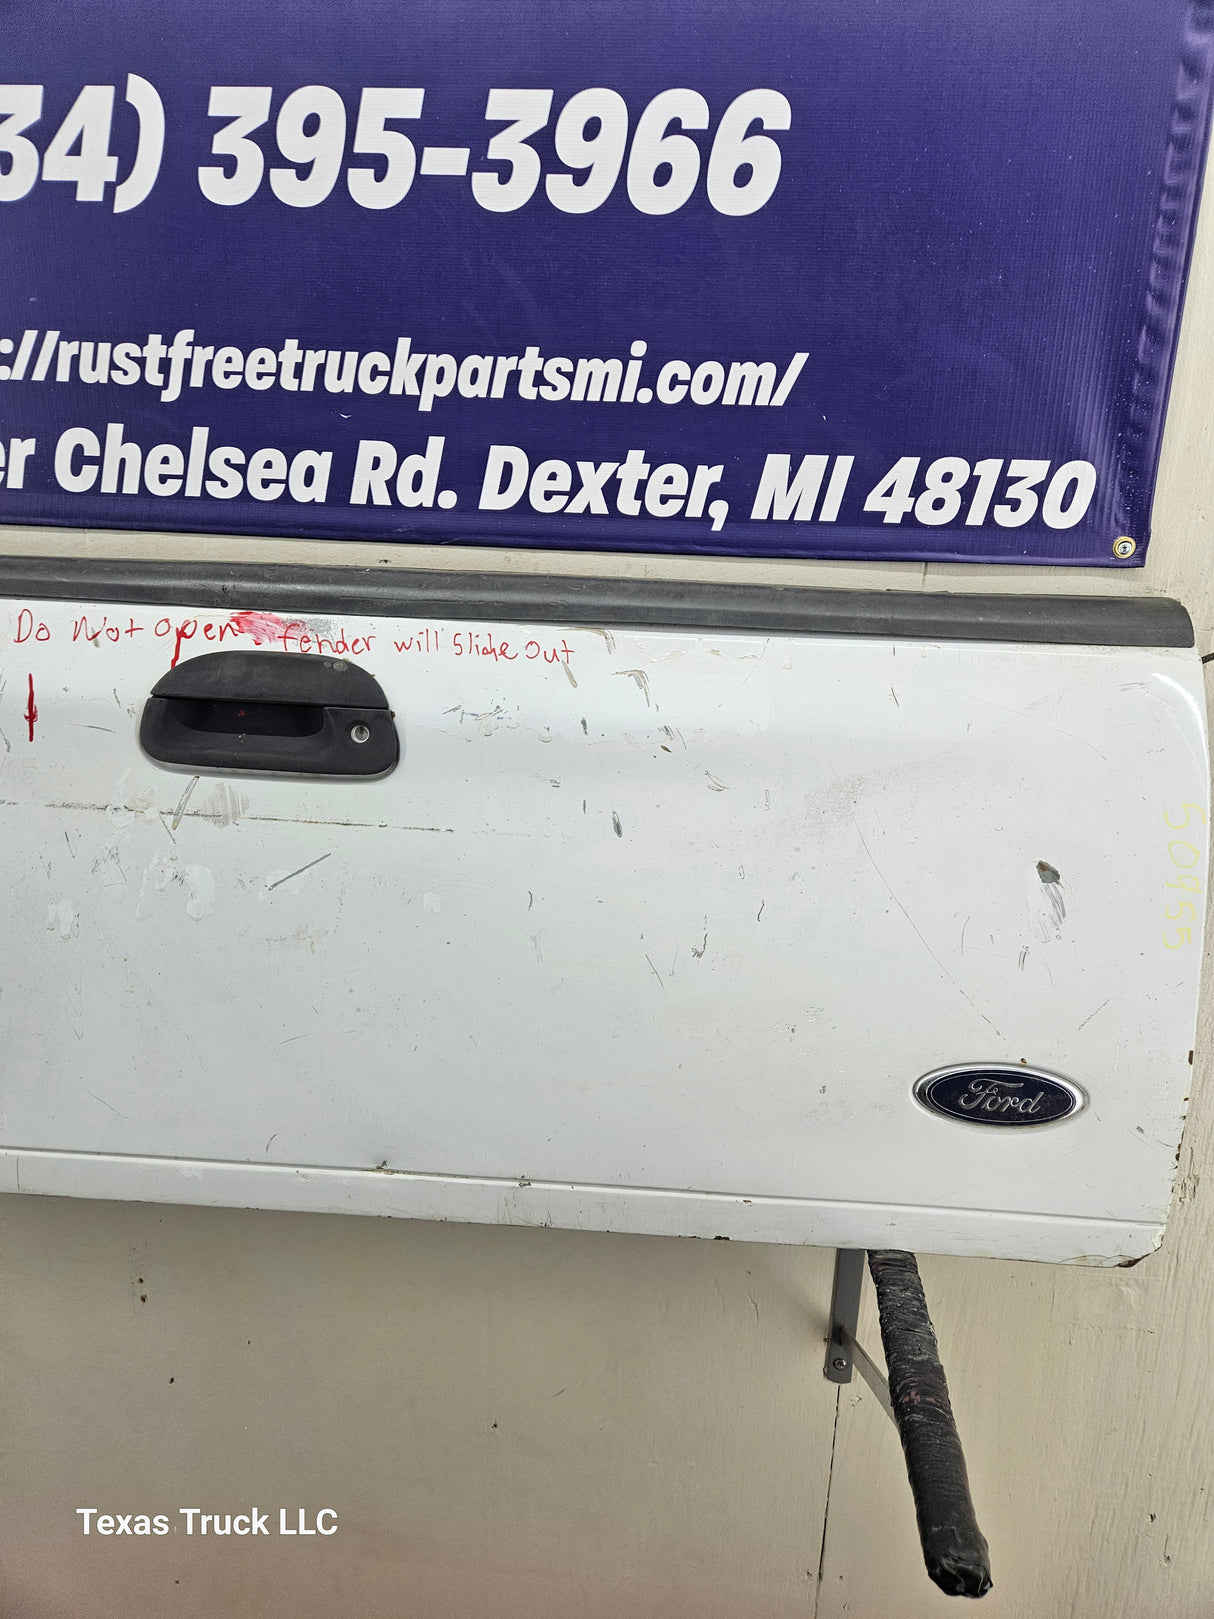 34) 395-3966
://rustfreetruckpartsmi.com/
er Chelsea Rd. Dexter, MI 48130
Do Not open fender will Slide Out
50955
Ford
Texas Truck LLC